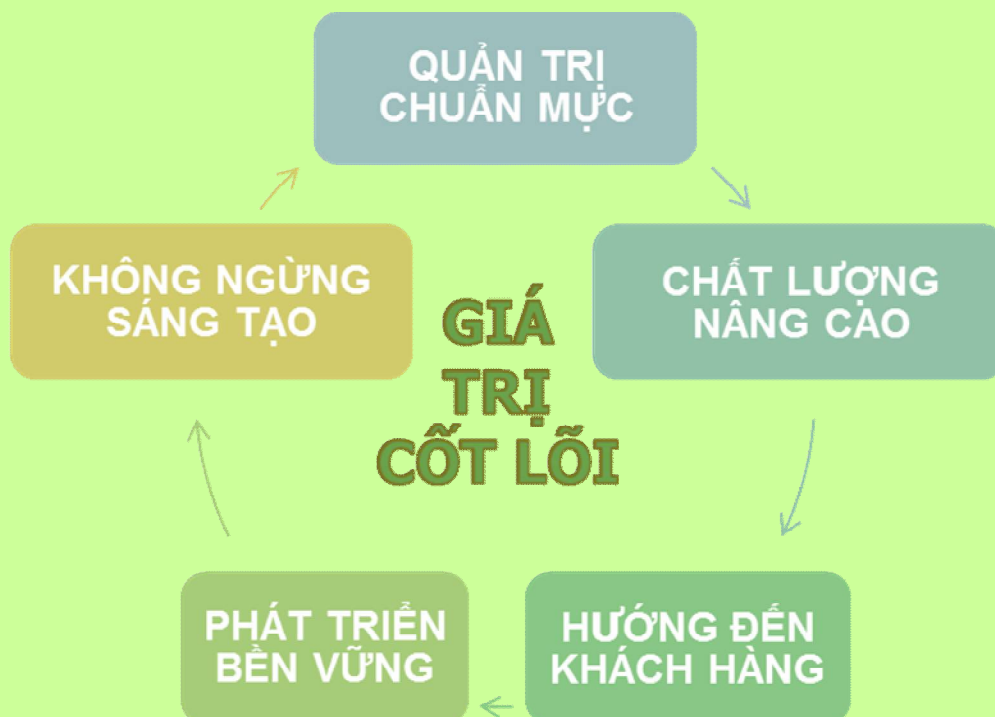 QUẢN TRỊ
CHUẨN MỰC
CHẤT LƯỢNG
NÂNG CAO
HƯỚNG ĐẾN
KHÁCH HÀNG
PHÁT TRIỂN
BỀN VỮNG
KHÔNG NGỪNG
SÁNG TẠO
GIÁ
TRỊ
CỐT LÕI